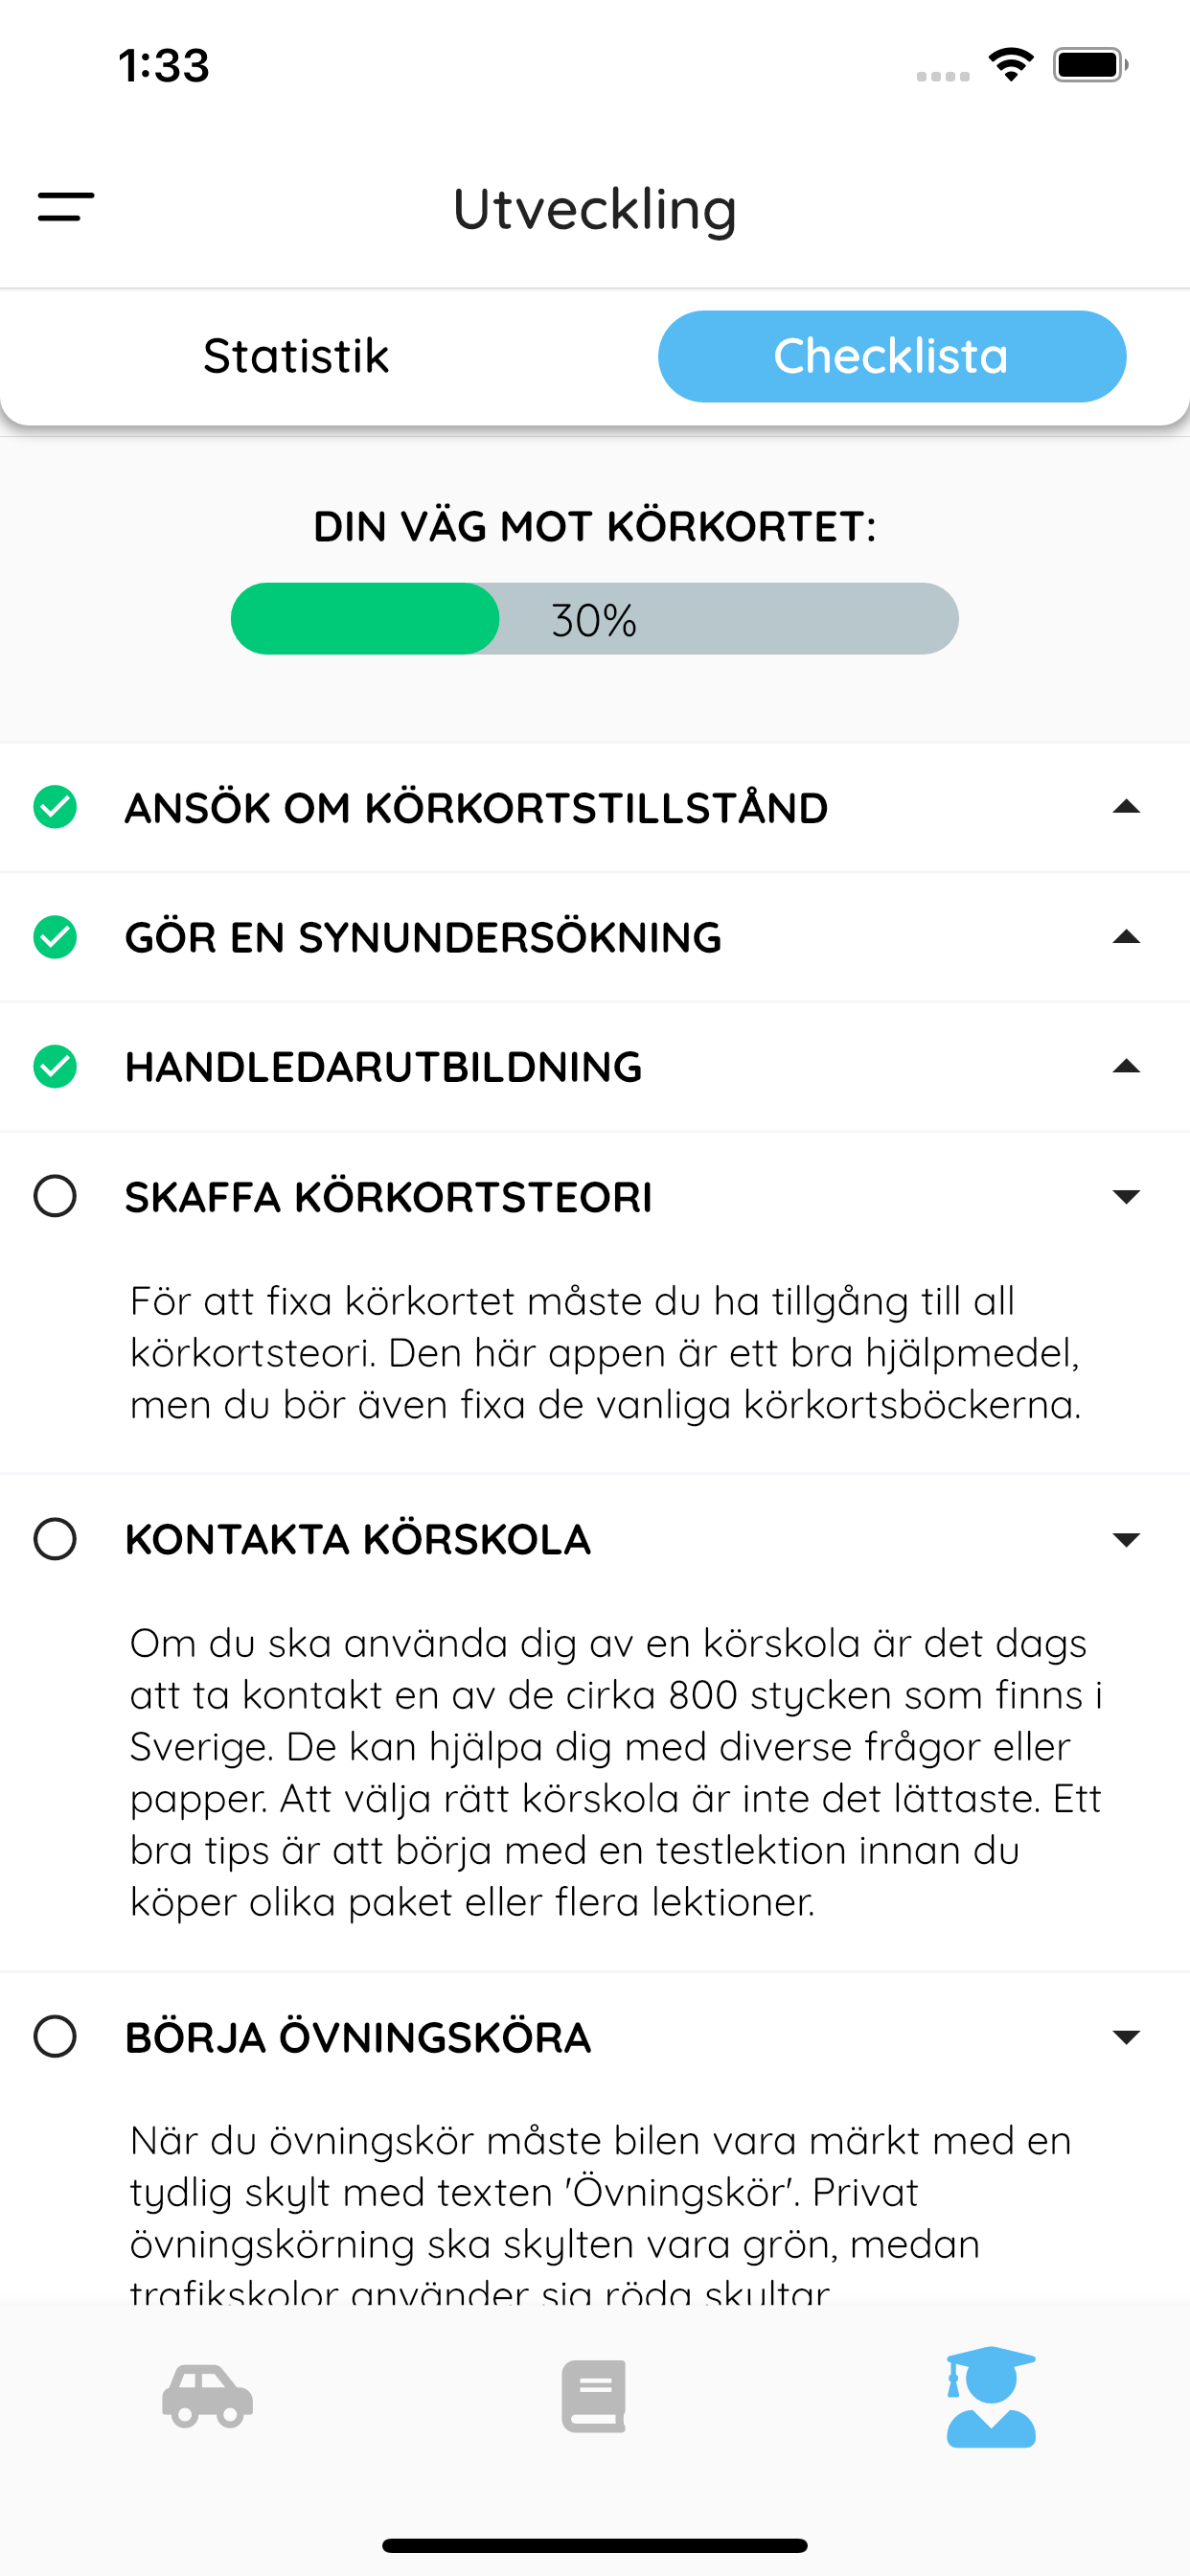 1:33
Utveckling
Statistik
Checklista
DIN VÄG MOT KÖRKORTET:
30%
ANSÖK OM KÖRKORTSTILLSTÅND
GÖR EN SYNUNDERSÖKNING
HANDLEDARUTBILDNING
SKAFFA KÖRKORTSTEORI
För att fixa körkortet måste du ha tillgång till all
körkortsteori. Den här appen är ett bra hjälpmedel,
men du bör även fixa de vanliga körkortsböckerna.
KONTAKTA KÖRSKOLA
Om du ska använda dig av en körskola är det dags
att ta kontakt en av de cirka 800 stycken som finns i
Sverige. De kan hjälpa dig med diverse frågor eller
papper. Att välja rätt körskola är inte det lättaste. Ett
bra tips är att börja med en testlektion innan du
köper olika paket eller flera lektioner.
BÖRJA ÖVNINGSKÖRA
När du övningskör måste bilen vara märkt med en
tydlig skylt med texten 'Övningskör'. Privat
övningskörning ska skylten vara grön, medan
trafikskolor använder sig röda skyltar